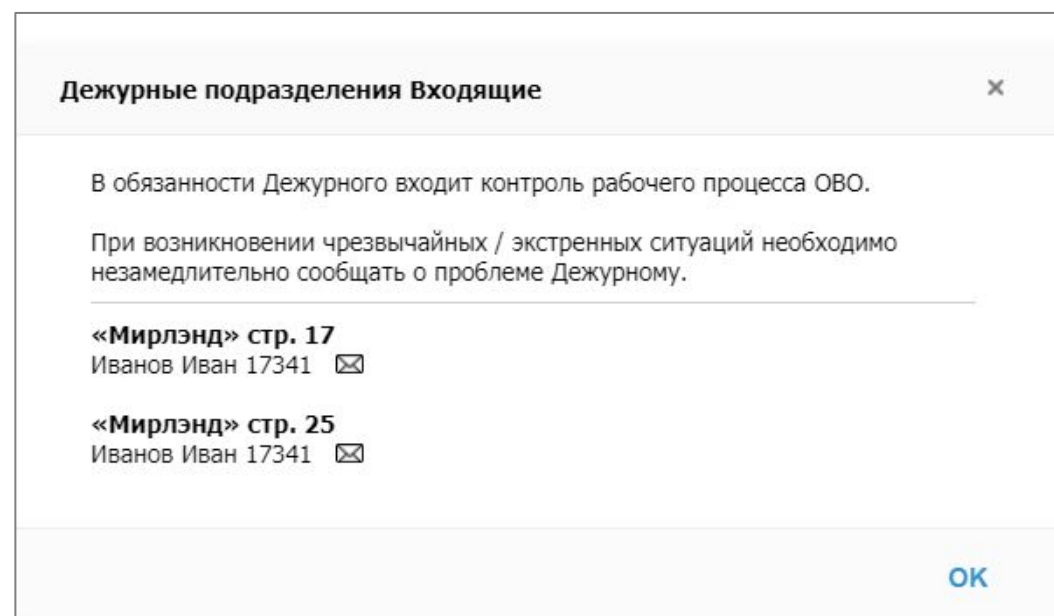 Дежурные подразделения Входящие
В обязанности Дежурного входит контроль рабочего процесса ОВО.
При возникновении чрезвычайных / экстренных ситуаций необходимо
незамедлительно сообщать о проблеме Дежурному.
«Мирлэнд» стр. 17
Иванов Иван 17341
«Мирлэнд» стр. 25
Иванов Иван 17341
OK